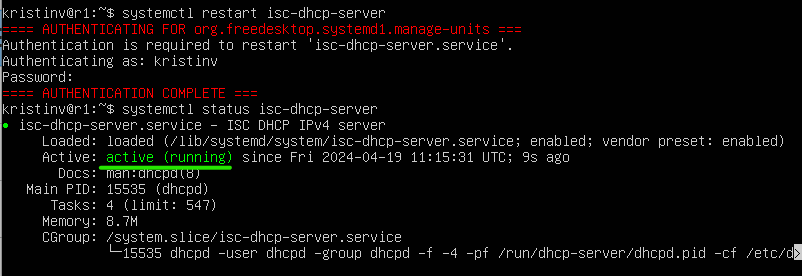 kristinv@r1:~$ systemctl restart isc-dhcp-server
==== AUTHENTICATING FOR org.freedesktop.systemd1.manage-units ===
Authentication is required to restart 'isc-dhcp-server.service'.
Authenticating as: kristinv
Password:
==== AUTHENTICATION COMPLETE ===
kristinv@r1:~$ systemctl status isc-dhcp-server
● isc-dhcp-server.service - ISC DHCP IPv4 server
Loaded: loaded (/lib/systemd/system/isc-dhcp-server.service; enabled; vendor preset: enabled)
Active: active (running) since Fri 2024-04-19 11:15:31 UTC; 9s ago
Docs: man:dhcpd(8)
Main PID: 15535 (dhcpd)
Tasks: 4 (limit: 547)
Memory: 8.7M
CGroup: /system.slice/isc-dhcp-server.service
└─15535 dhcpd -user dhcpd -group dhcpd -f -4 -pf /run/dhcp-server/dhcpd.pid -cf /etc/d>